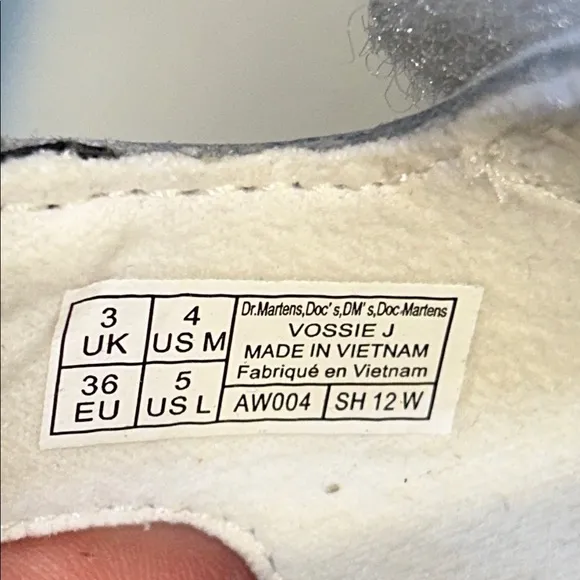 3
UK
4
US M
36
EU
5
US L
Dr.Martens,Doc's,DM's,Doc-Martens
VOSSIE J
MADE IN VIETNAM
Fabriqué en Vietnam
AW004
SH 12 W